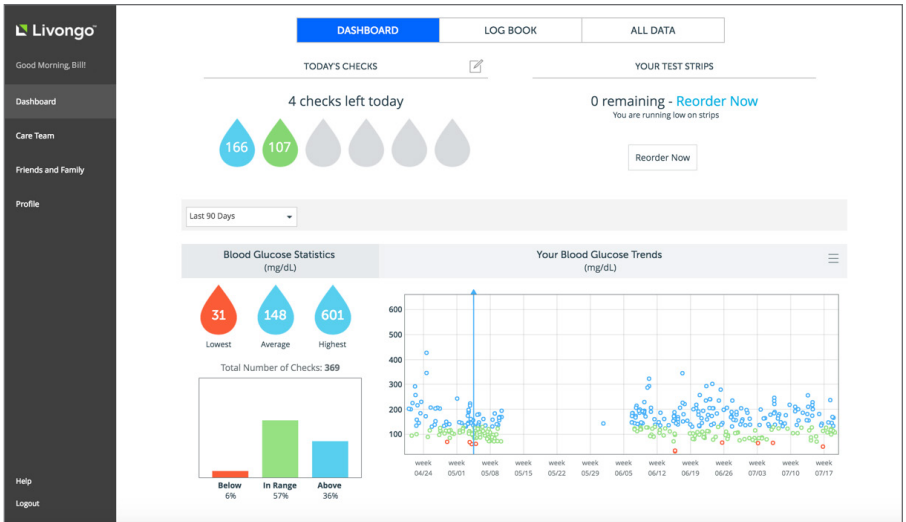 Livongo
Good Morning, Bill!
Dashboard
Care Team
Friends and Family
Profile
Help
Logout
DASHBOARD
LOG BOOK
ALL DATA
TODAY'S CHECKS
4 checks left today
166
107
YOUR TEST STRIPS
0 remaining - Reorder Now
You are running low on strips
Reorder Now
Last 90 Days
Blood Glucose Statistics
(mg/dL)
31
148
601
Lowest
Average
Highest
Total Number of Checks: 369
Below
6%
In Range
57%
Above
36%
Your Blood Glucose Trends
(mg/dL)
600
500
400
300
200
100
week
04/24
week
05/01
week
05/08
week
05/15
week
05/22
week
05/29
week
06/05
week
06/12
week
06/19
week
06/26
week
07/03
week
07/10
week
07/17